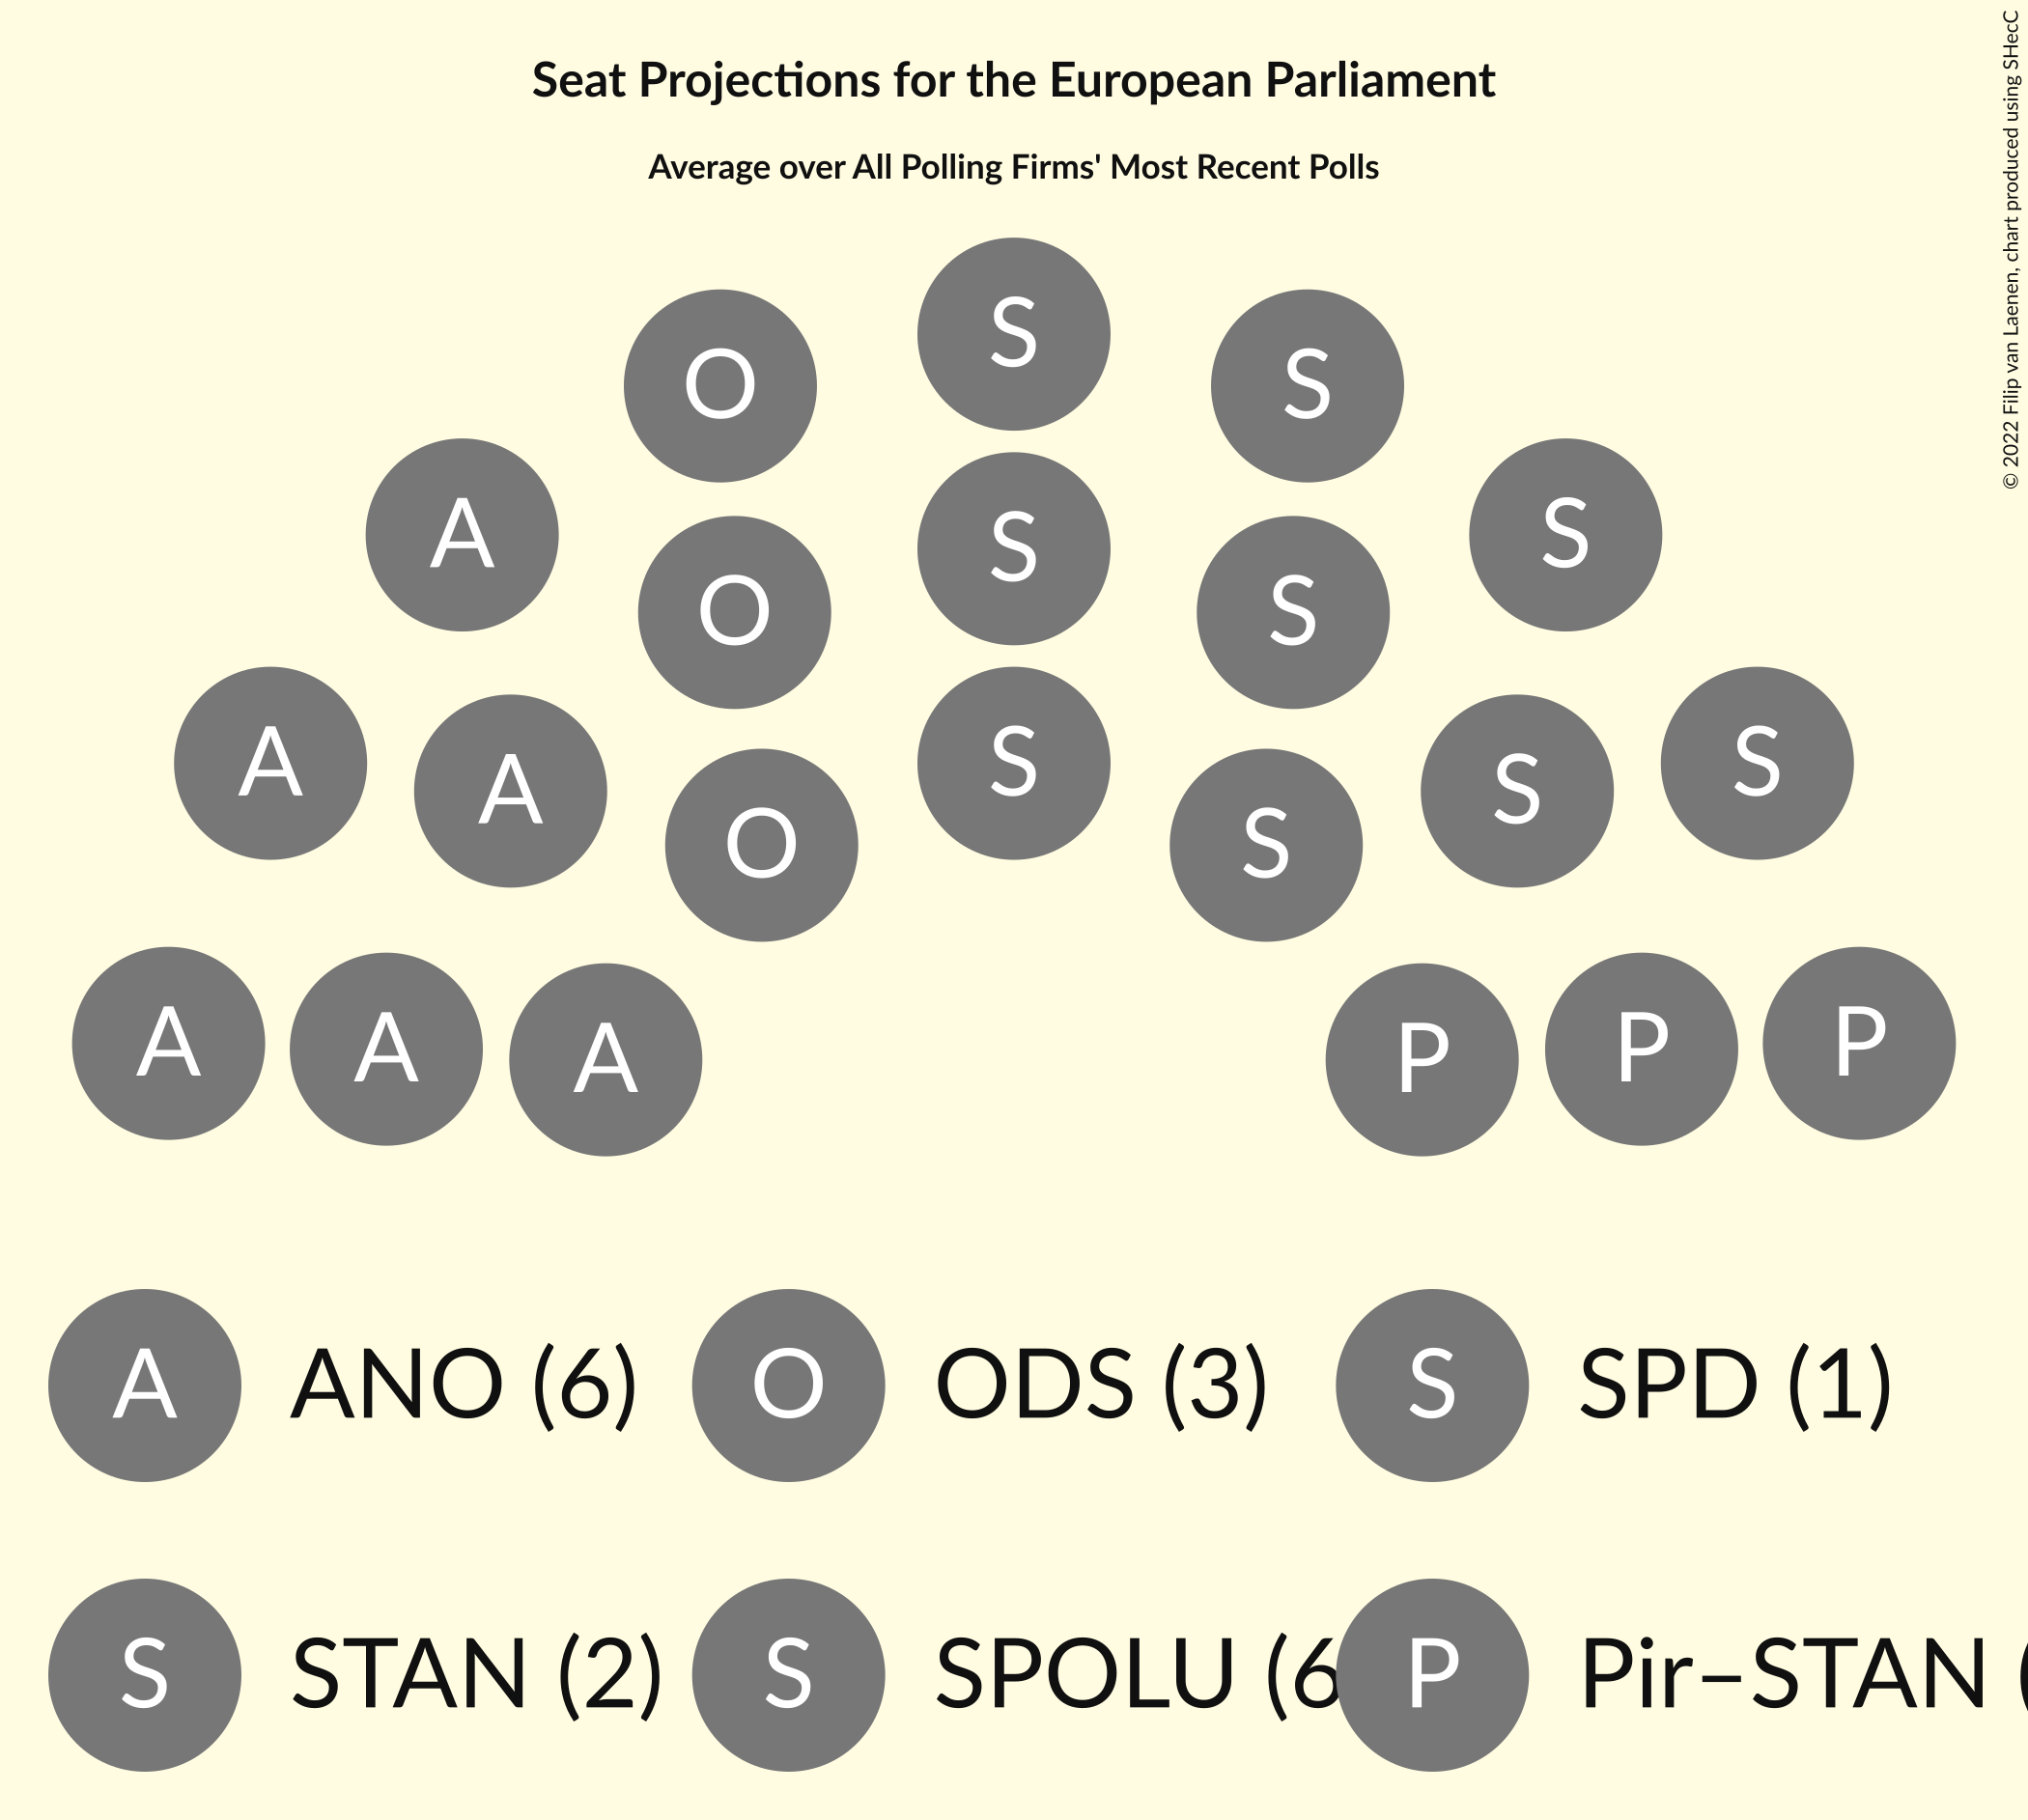 Seat Projections for the European Parliament
Average over All Polling Firms' Most Recent Polls
© 2022 Filip van Laenen, chart produced using SHecC
S
O S
A S S
O S
A S S
A S
O S
A A A P P P
A ANO (6) O ODS (3) S SPD (1)
S STAN (2) S SPOLU (6 P Pir–STAN (